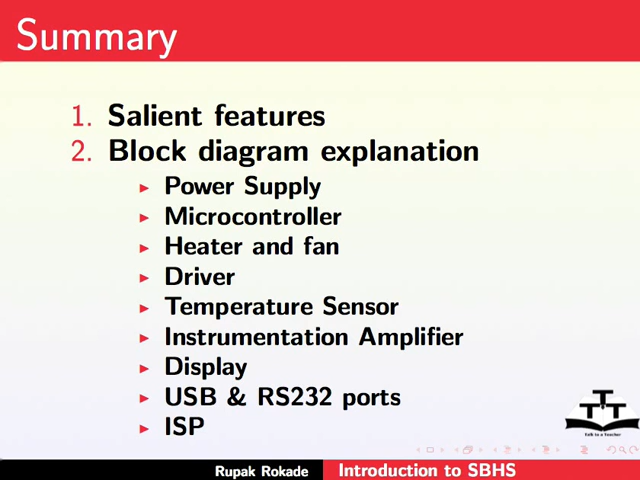 Summary
1. Salient features
2. Block diagram explanation
Power Supply
Microcontroller
Heater and fan
Driver
Temperature Sensor
Instrumentation Amplifier
Display
USB & RS232 ports
ISP
TTT
Talk to a Teacher
Rupak Rokade
Introduction to SBHS